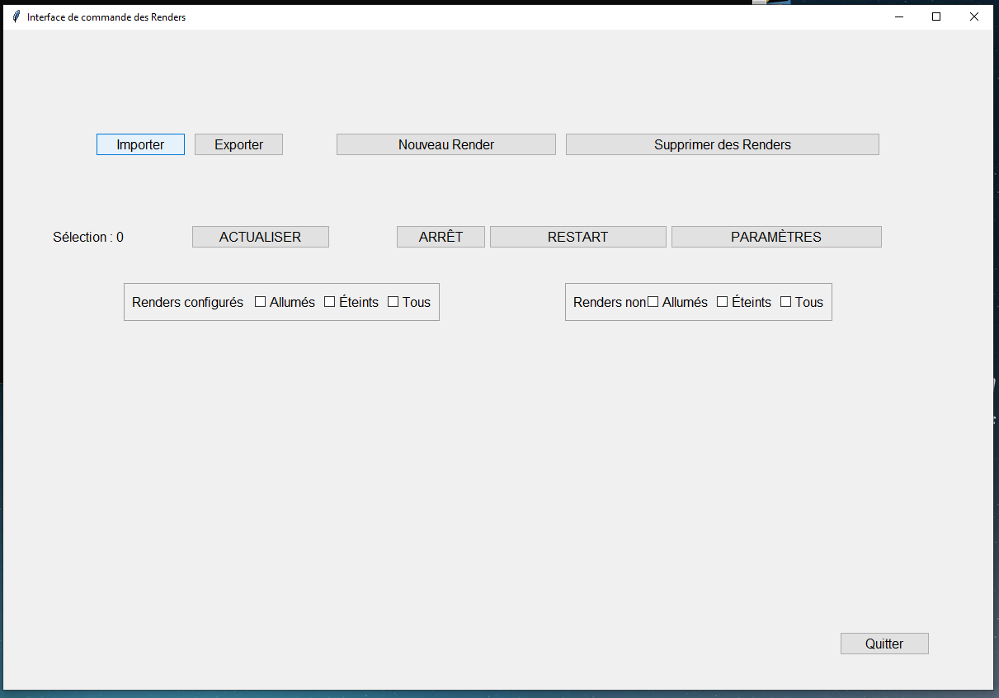 Interface de commande des Renders
Importer Exporter Nouveau Render Supprimer des Renders
Sélection : 0 ACTUALISER ARRÊT RESTART PARAMÈTRES
Renders configurés Allumés Éteints Tous Renders non Allumés Éteints Tous
Quitter